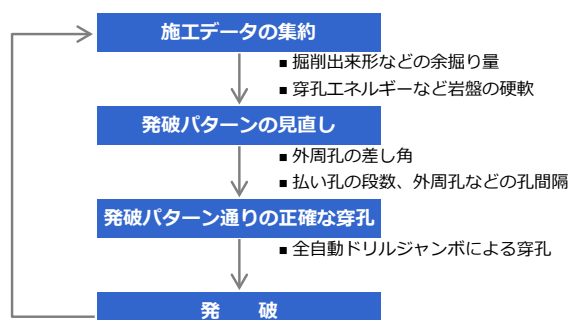 施工データの集約
■ 掘削出来形などの余掘り量
■ 穿孔エネルギーなど岩盤の硬軟
発破パターンの見直し
■ 外周孔の差し角
■ 払い孔の段数、外周孔などの孔間隔
発破パターン通りの正確な穿孔
■ 全自動ドリルジャンボによる穿孔
発　　破